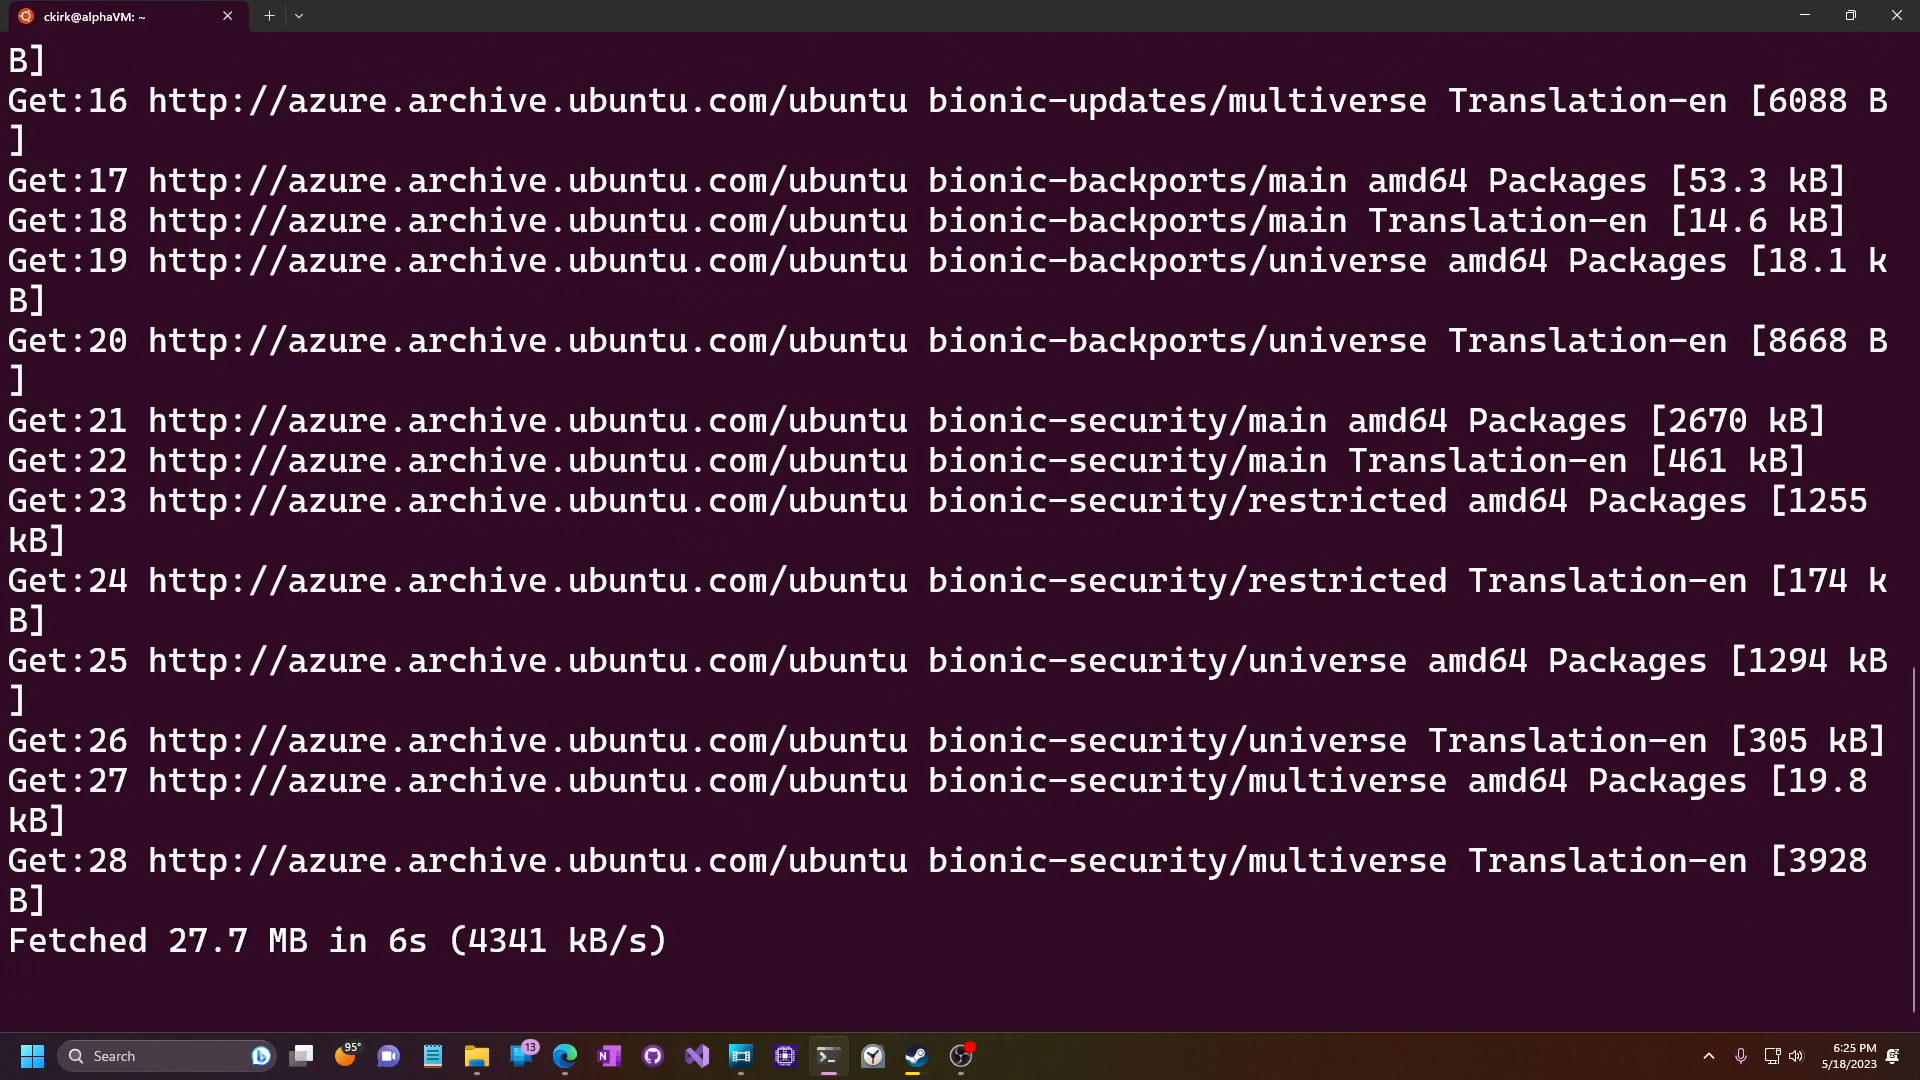 ckirk@alphaVM: ~
B]
Get:16 http://azure.archive.ubuntu.com/ubuntu bionic-updates/multiverse Translation-en [6088 B
]
Get:17 http://azure.archive.ubuntu.com/ubuntu bionic-backports/main amd64 Packages [53.3 kB]
Get:18 http://azure.archive.ubuntu.com/ubuntu bionic-backports/main Translation-en [14.6 kB]
Get:19 http://azure.archive.ubuntu.com/ubuntu bionic-backports/universe amd64 Packages [18.1 k
B]
Get:20 http://azure.archive.ubuntu.com/ubuntu bionic-backports/universe Translation-en [8668 B
]
Get:21 http://azure.archive.ubuntu.com/ubuntu bionic-security/main amd64 Packages [2670 kB]
Get:22 http://azure.archive.ubuntu.com/ubuntu bionic-security/main Translation-en [461 kB]
Get:23 http://azure.archive.ubuntu.com/ubuntu bionic-security/restricted amd64 Packages [1255
kB]
Get:24 http://azure.archive.ubuntu.com/ubuntu bionic-security/restricted Translation-en [174 k
B]
Get:25 http://azure.archive.ubuntu.com/ubuntu bionic-security/universe amd64 Packages [1294 kB
]
Get:26 http://azure.archive.ubuntu.com/ubuntu bionic-security/universe Translation-en [305 kB]
Get:27 http://azure.archive.ubuntu.com/ubuntu bionic-security/multiverse amd64 Packages [19.8
kB]
Get:28 http://azure.archive.ubuntu.com/ubuntu bionic-security/multiverse Translation-en [3928
B]
Fetched 27.7 MB in 6s (4341 kB/s)
Search
95°
13
6:25 PM
5/18/2023